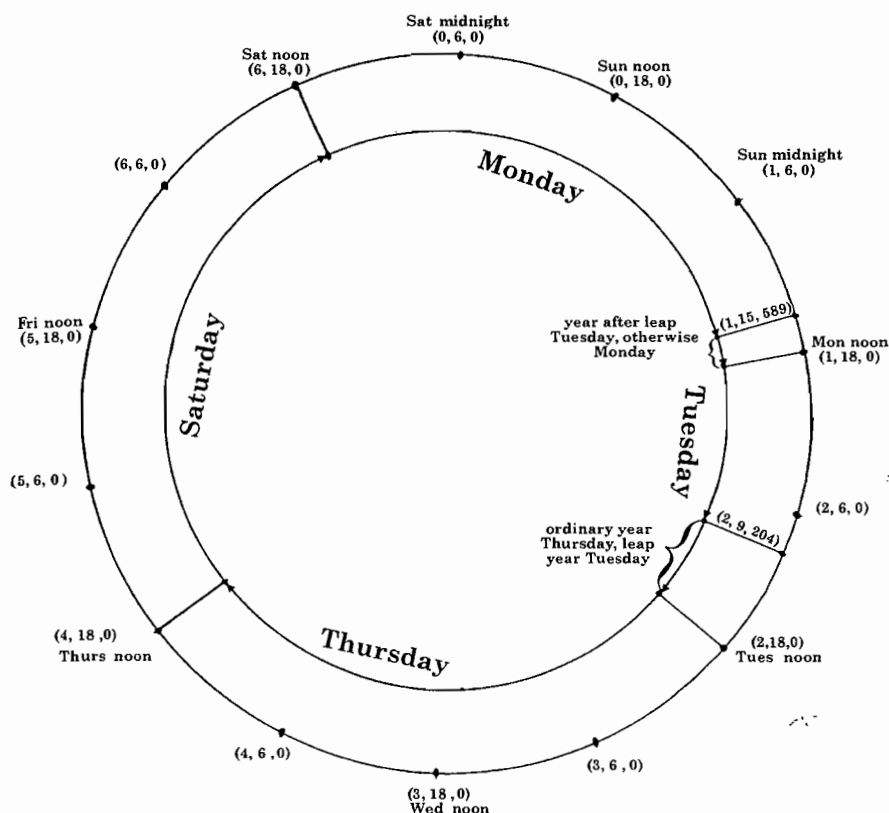 Sat midnight
(0, 6, 0)
Sat noon
(6, 18, 0)
Sun noon
(0, 18, 0)
Monday
Sun midnight
(1, 6, 0)
(6, 6, 0)
(1, 15, 589)
year after leap
Tuesday, otherwise
Monday
Mon noon
(1, 18, 0)
Fri noon
(5, 18, 0)
Saturday
Tuesday
(5, 6, 0)
(2, 6, 0)
(2, 9, 204)
ordinary year
Thursday, leap
year Tuesday
(4, 18 ,0)
Thurs noon
Thursday
(2,18,0)
Tues noon
(4, 6 ,0)
(3, 6 ,0)
(3, 18, 0)
Wed noon